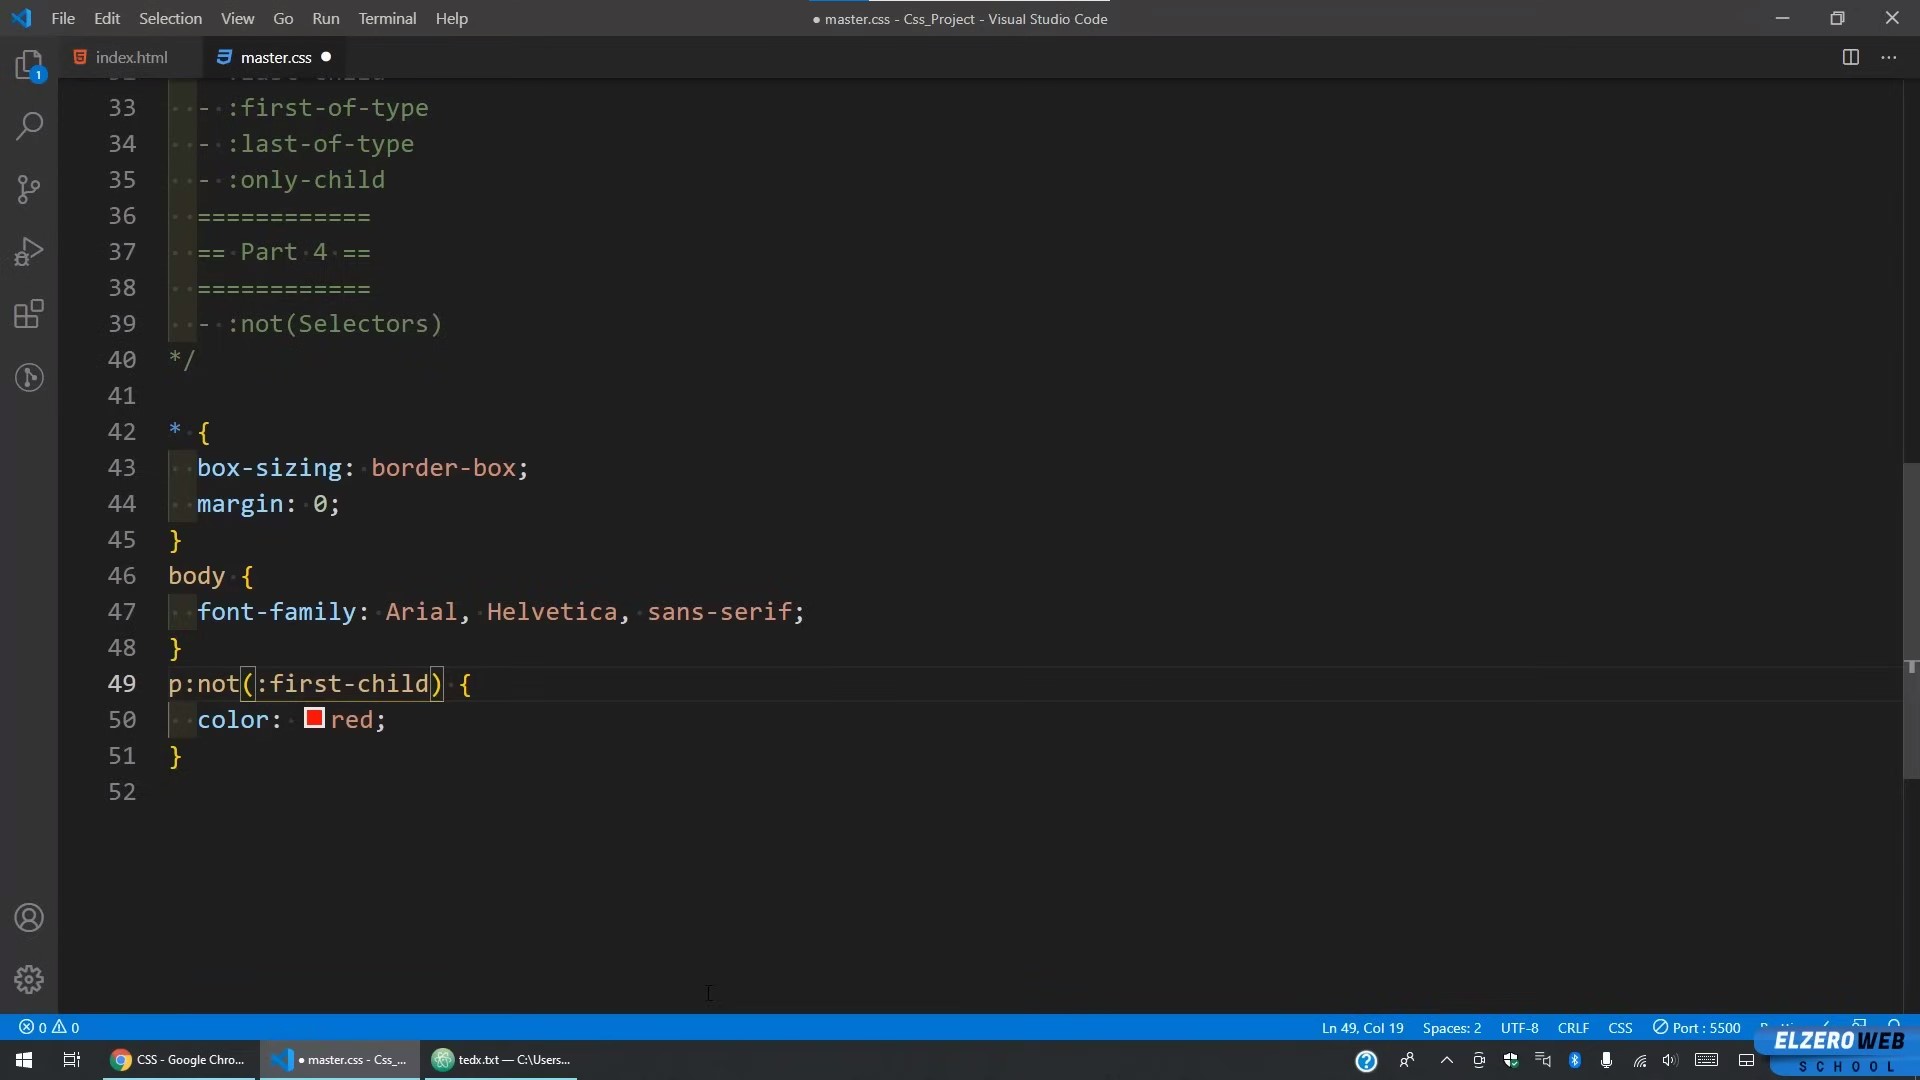 File Edit Selection View Go Run Terminal Help
● master.css - Css_Project - Visual Studio Code
index.html
master.css ●
1
33 - :first-of-type
34 - :last-of-type
35 - :only-child
36 ============
37 == Part 4 ==
38 ============
39 - :not(Selectors)
40 */
41
42 * {
43 box-sizing: border-box;
44 margin: 0;
45 }
46 body {
47 font-family: Arial, Helvetica, sans-serif;
48 }
49 p:not(:first-child) {
50 color: red;
51 }
52
0 0
Ln 49, Col 19 Spaces: 2 UTF-8 CRLF CSS Port : 5500
CSS - Google Chro...
● master.css - Css_...
tedx.txt — C:\Users...
ELZEROWEB
SCHOOL